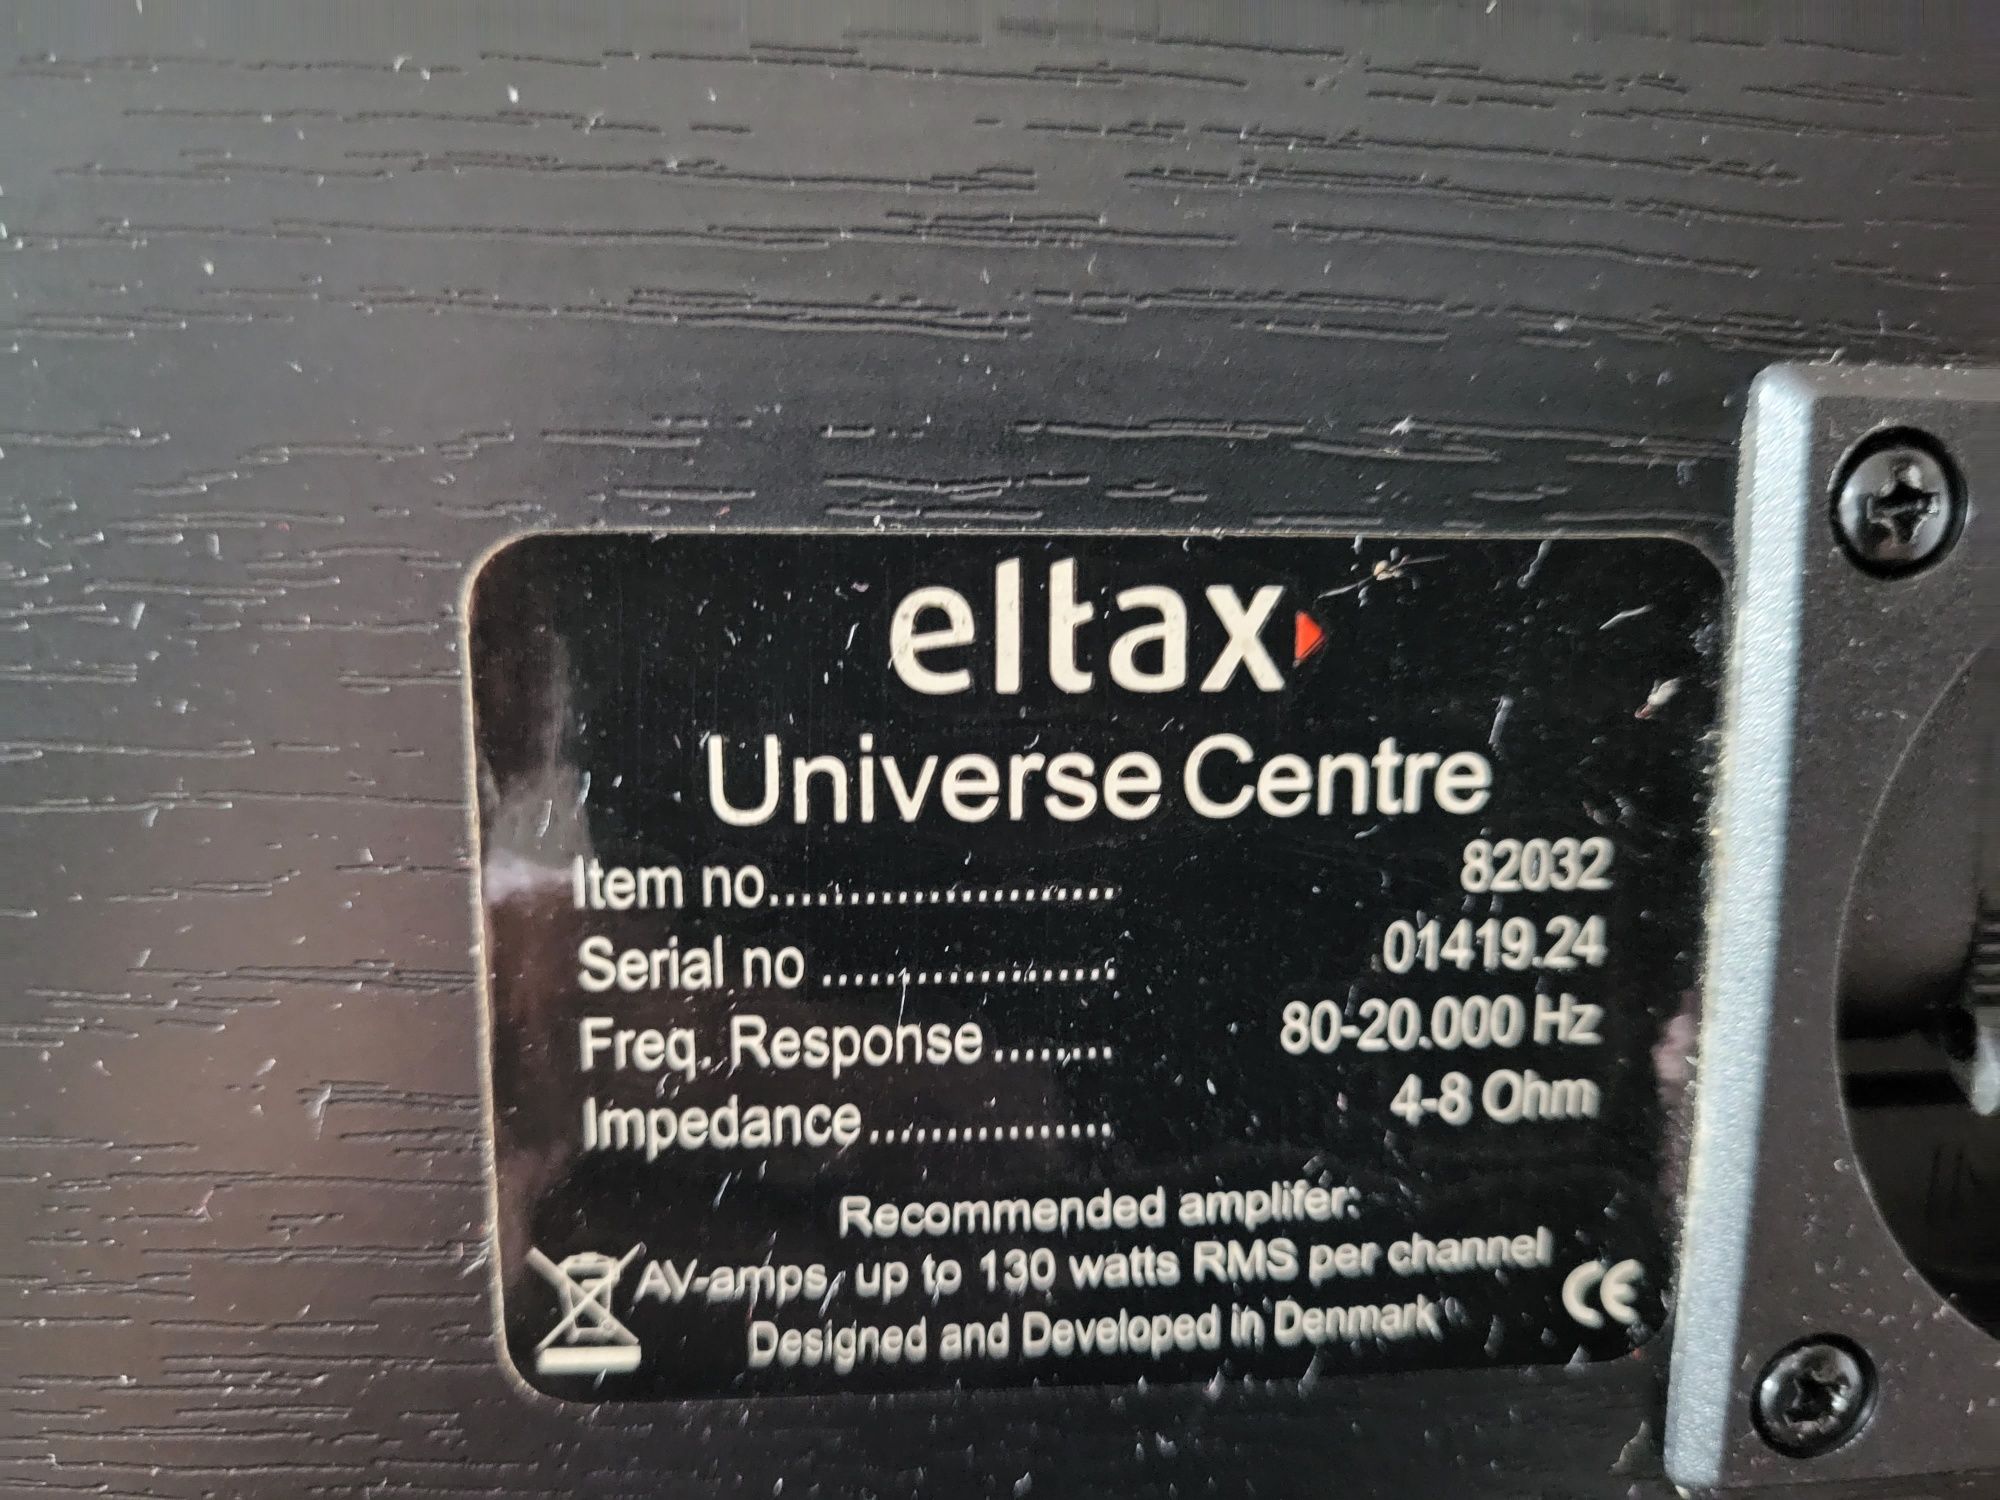 eltax
Universe Centre
Item no...................... 82032
Serial no .................... 01419.24
Freq. Response ........ 80-20.000 Hz
Impedance................ 4-8 Ohm
Recommended amplifer:
AV-amps, up to 130 watts RMS per channel
Designed and Developed in Denmark
CE